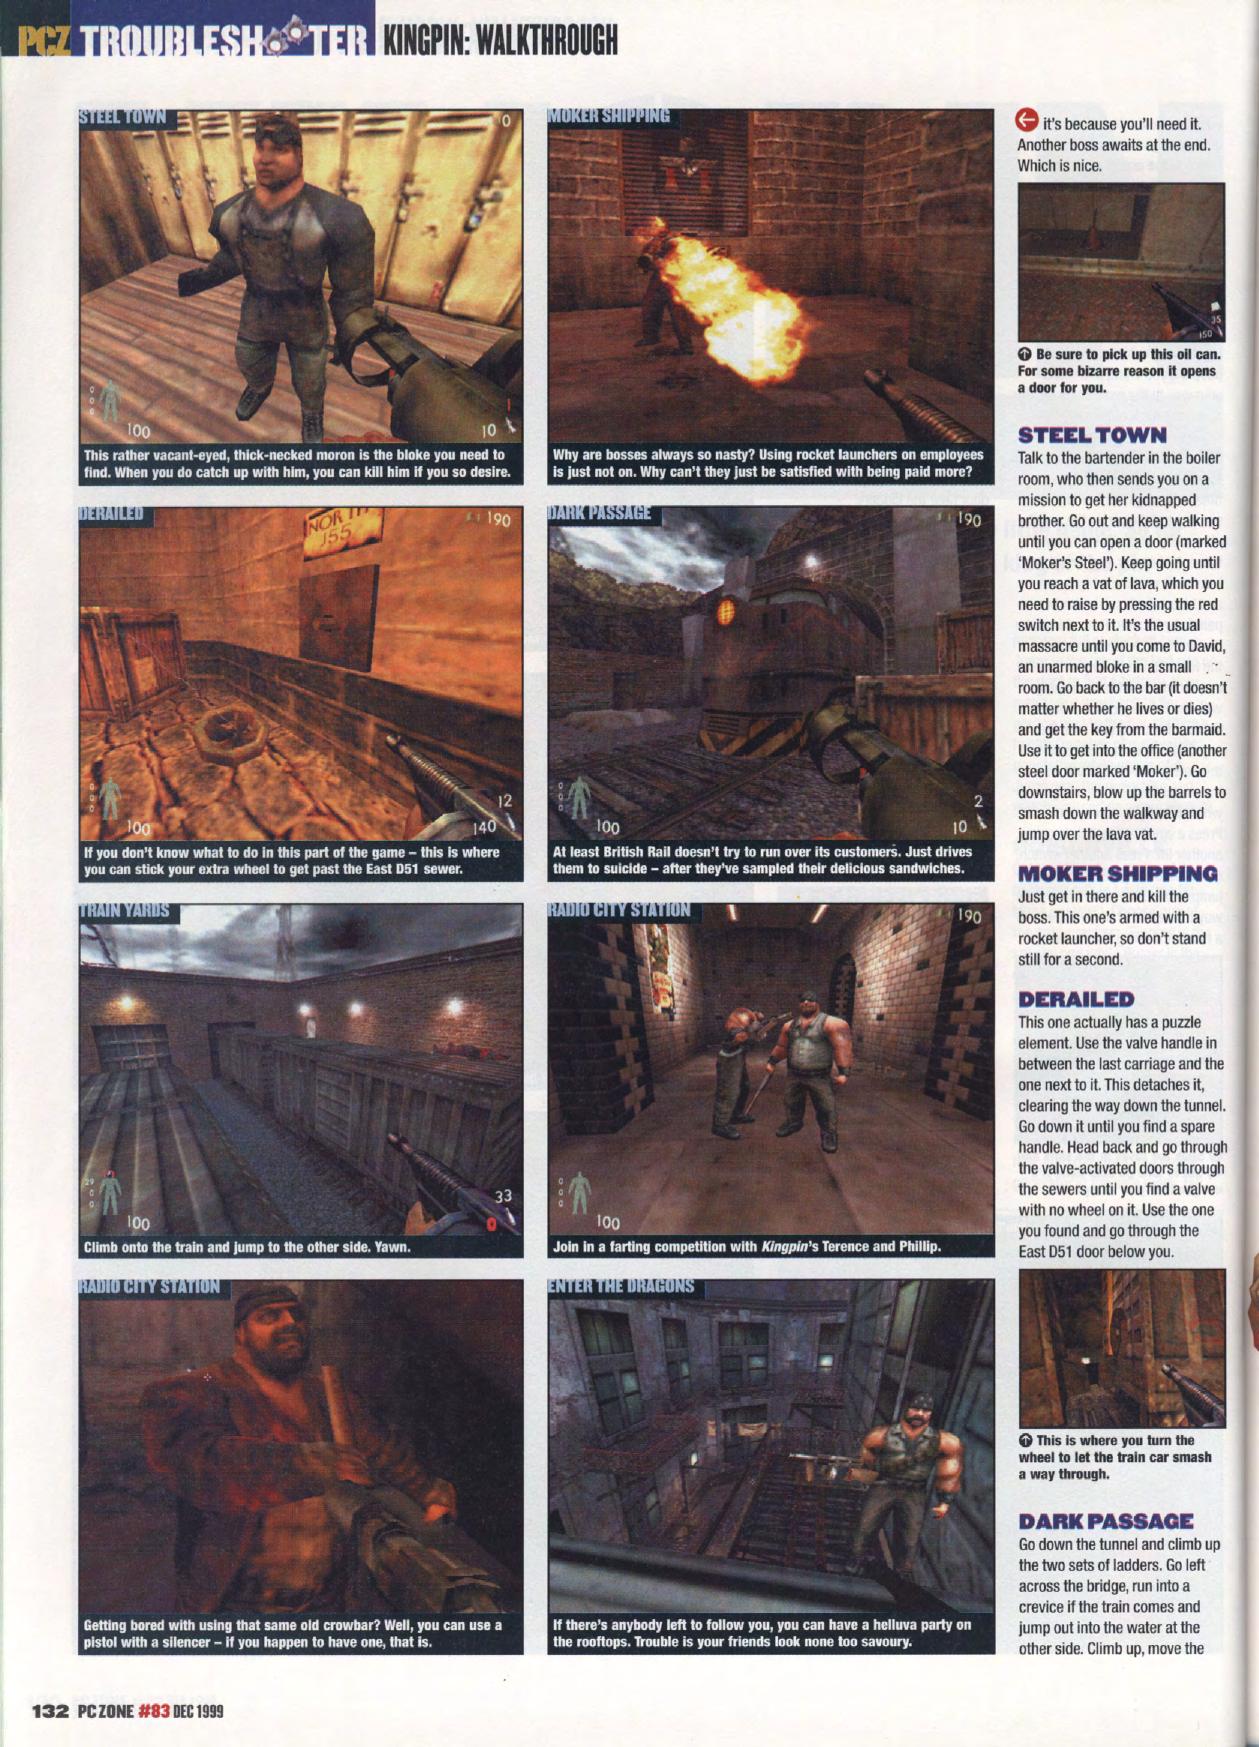 PCZ TROUBLESHOOTER KINGPIN: WALKTHROUGH
STEEL TOWN
0
100
10
This rather vacant-eyed, thick-necked moron is the bloke you need to
find. When you do catch up with him, you can kill him if you so desire.
MOKER SHIPPING
Why are bosses always so nasty? Using rocket launchers on employees
is just not on. Why can't they just be satisfied with being paid more?
DERAILED
NORTH
J55
190
12
100
140
If you don't know what to do in this part of the game – this is where
you can stick your extra wheel to get past the East D51 sewer.
DARK PASSAGE
190
2
100
10
At least British Rail doesn't try to run over its customers. Just drives
them to suicide – after they've sampled their delicious sandwiches.
TRAIN YARDS
29
33
100
0
Climb onto the train and jump to the other side. Yawn.
RADIO CITY STATION
190
100
Join in a farting competition with Kingpin's Terence and Phillip.
RADIO CITY STATION
Getting bored with using that same old crowbar? Well, you can use a
pistol with a silencer – if you happen to have one, that is.
ENTER THE DRAGONS
If there's anybody left to follow you, you can have a helluva party on
the rooftops. Trouble is your friends look none too savoury.
it's because you'll need it.
Another boss awaits at the end.
Which is nice.
35
150
Be sure to pick up this oil can.
For some bizarre reason it opens
a door for you.
STEEL TOWN
Talk to the bartender in the boiler
room, who then sends you on a
mission to get her kidnapped
brother. Go out and keep walking
until you can open a door (marked
'Moker's Steel'). Keep going until
you reach a vat of lava, which you
need to raise by pressing the red
switch next to it. It's the usual
massacre until you come to David,
an unarmed bloke in a small
room. Go back to the bar (it doesn't
matter whether he lives or dies)
and get the key from the barmaid.
Use it to get into the office (another
steel door marked 'Moker'). Go
downstairs, blow up the barrels to
smash down the walkway and
jump over the lava vat.
MOKER SHIPPING
Just get in there and kill the
boss. This one's armed with a
rocket launcher, so don't stand
still for a second.
DERAILED
This one actually has a puzzle
element. Use the valve handle in
between the last carriage and the
one next to it. This detaches it,
clearing the way down the tunnel.
Go down it until you find a spare
handle. Head back and go through
the valve-activated doors through
the sewers until you find a valve
with no wheel on it. Use the one
you found and go through the
East D51 door below you.
This is where you turn the
wheel to let the train car smash
a way through.
DARK PASSAGE
Go down the tunnel and climb up
the two sets of ladders. Go left
across the bridge, run into a
crevice if the train comes and
jump out into the water at the
other side. Climb up, move the
132 PC ZONE #83 DEC 1999